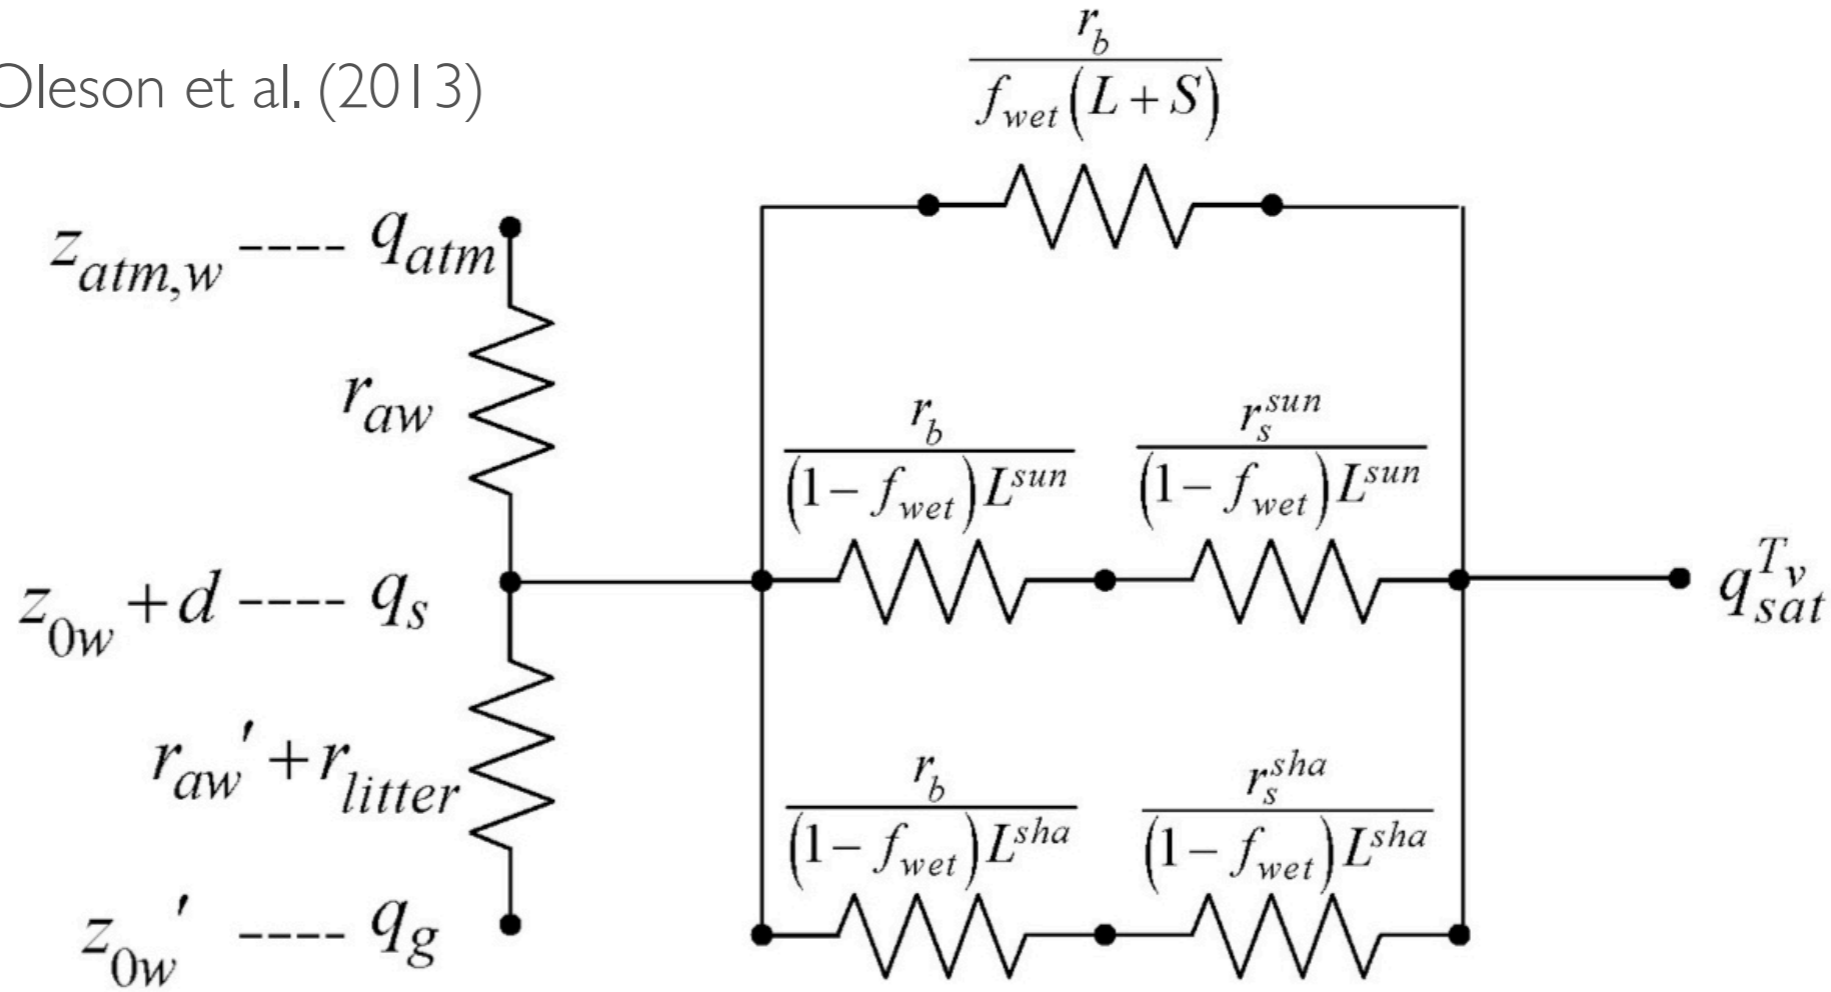 Oleson et al. (2013)
r_b / f_wet(L+S)
z_atm,w ---- q_atm
r_aw
r_b / (1- f_wet)L^sun
r_s^sun / (1- f_wet)L^sun
z_0w +d ---- q_s
q_sat^T_v
r_aw' +r_litter
r_b / (1- f_wet)L^sha
r_s^sha / (1- f_wet)L^sha
z_0w' ---- q_g